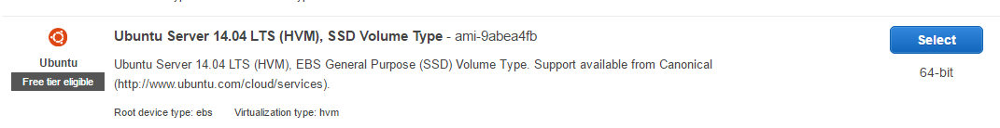 Ubuntu Server 14.04 LTS (HVM), SSD Volume Type - ami-9abea4fb
Select
Ubuntu
Ubuntu Server 14.04 LTS (HVM), EBS General Purpose (SSD) Volume Type. Support available from Canonical
64-bit
Free tier eligible
(http://www.ubuntu.com/cloud/services).
Root device type: ebs Virtualization type: hvm